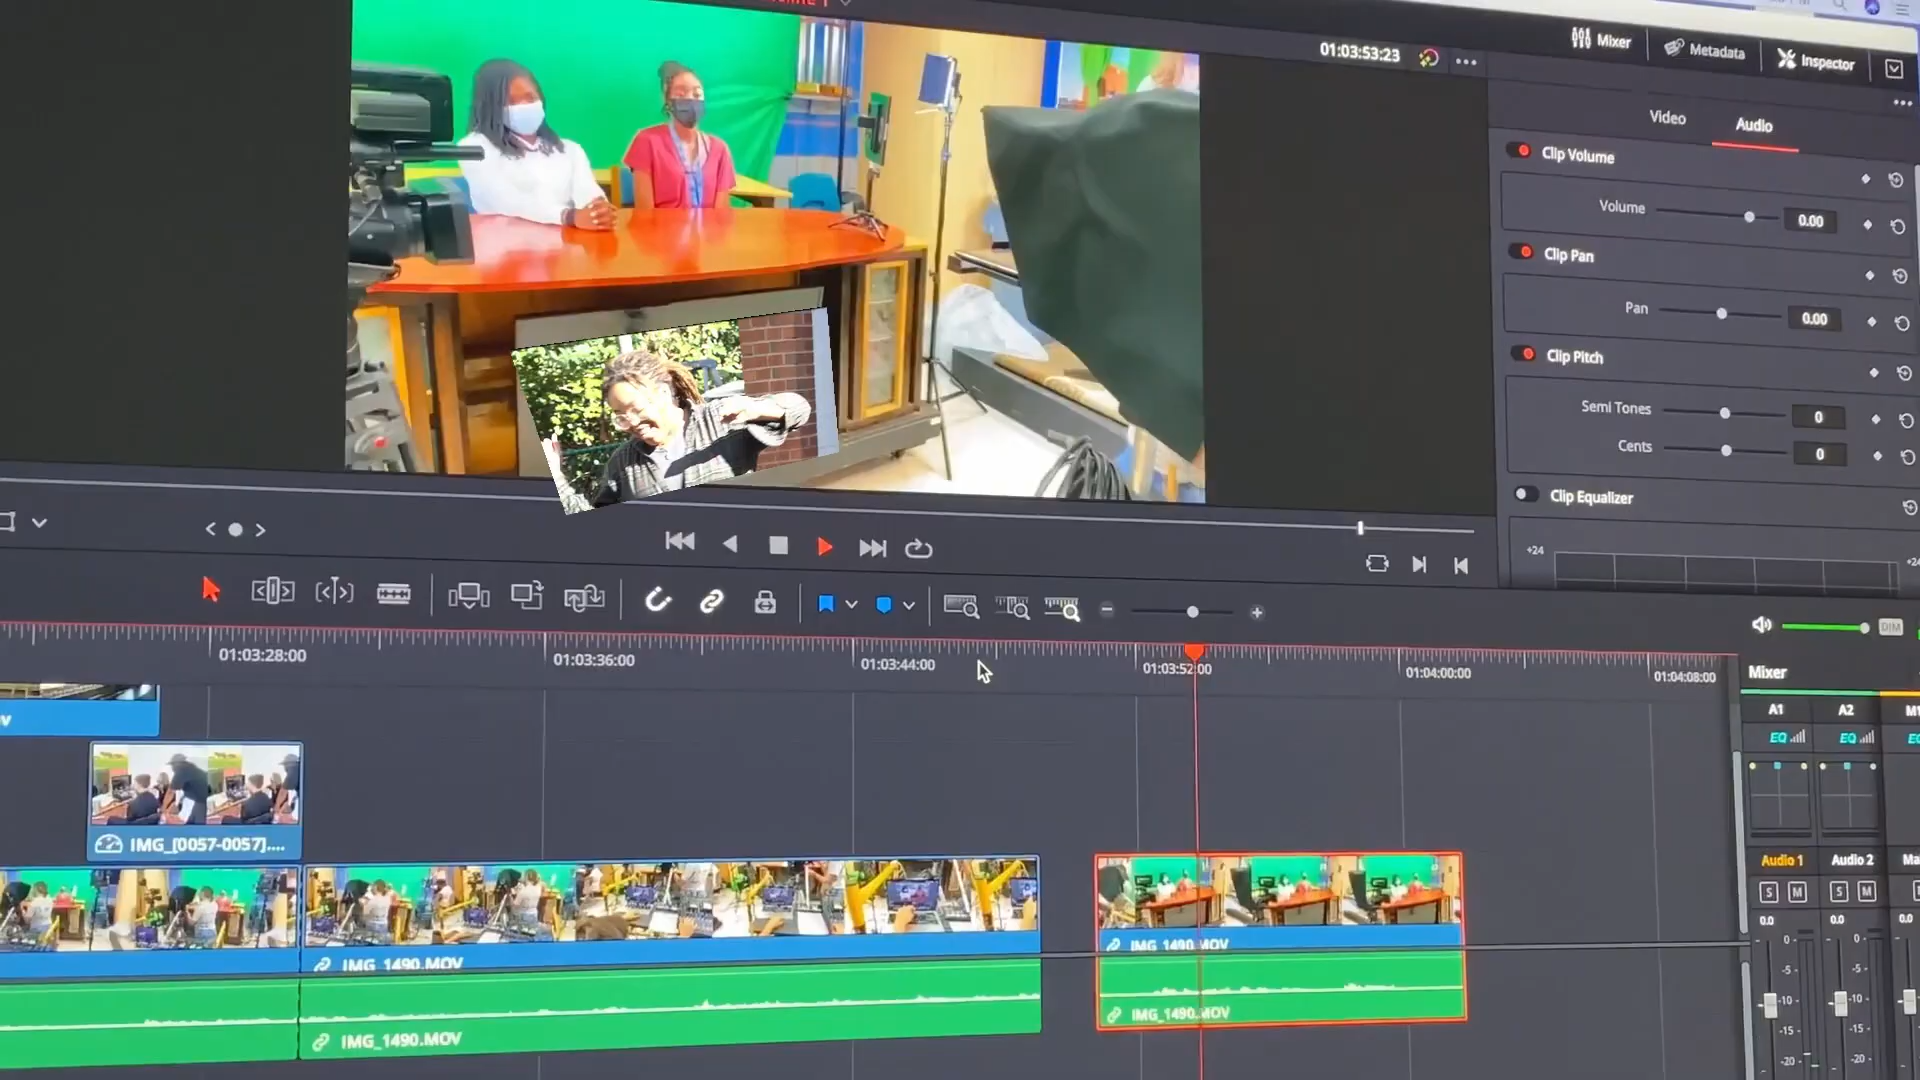 01:03:53:23
Mixer
Metadata
Inspector
Video
Audio
Clip Volume
Volume
0.00
Clip Pan
Pan
0.00
Clip Pitch
Semi Tones
0
Cents
0
Clip Equalizer
+24
DIM
01:03:28:00
01:03:36:00
01:03:44:00
01:03:52:00
01:04:00:00
01:04:08:00
Mixer
A1
A2
EQ
EQ
IMG_[0057-0057]....
Audio 1
Audio 2
S M
S M
0.0
0.0
0.0
0
0
-5
-5
-10
-10
-15
-15
-20
-20
IMG_1490.MOV
IMG_1490.MOV
IMG_1490.MOV
IMG_1490.MOV